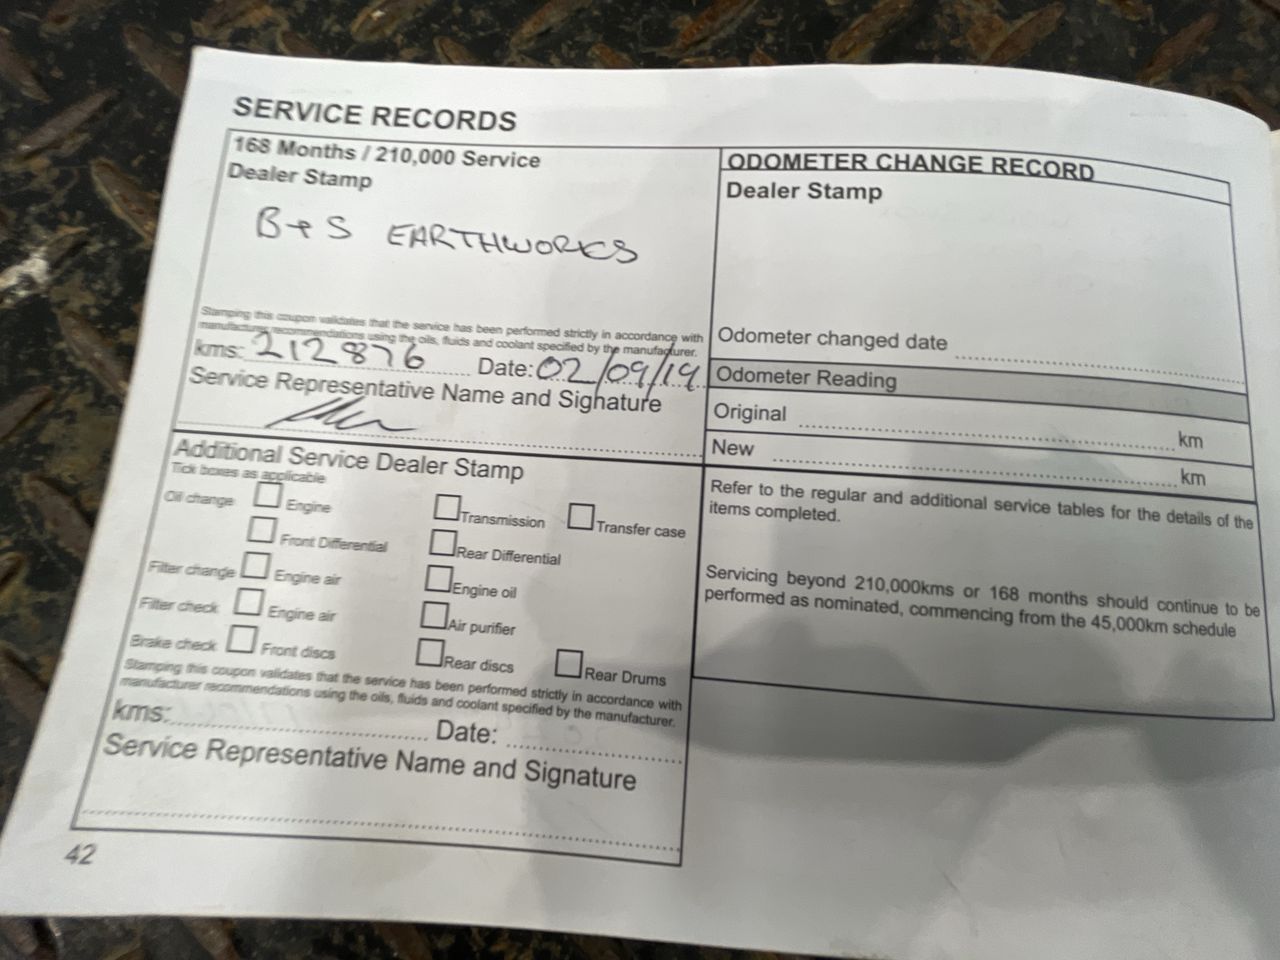 SERVICE RECORDS
168 Months / 210,000 Service
Dealer Stamp
B+S EARTHWORKS
Stamping this coupon validates that the service has been performed strictly in accordance with
manufacturer recommendations using the oils, fluids and coolant specified by the manufacturer.
kms: 212876 Date: 02/09/19
Service Representative Name and Signature
Additional Service Dealer Stamp
Tick boxes as applicable
Oil change Engine Transmission Transfer case
Front Differential Rear Differential
Filter change Engine air Engine oil
Filter check Engine air Air purifier
Brake check Front discs Rear discs Rear Drums
Stamping this coupon validates that the service has been performed strictly in accordance with
manufacturer recommendations using the oils, fluids and coolant specified by the manufacturer.
kms: Date:
Service Representative Name and Signature
42
ODOMETER CHANGE RECORD
Dealer Stamp
Odometer changed date
Odometer Reading
Original km
New km
Refer to the regular and additional service tables for the details of the
items completed.
Servicing beyond 210,000kms or 168 months should continue to be
performed as nominated, commencing from the 45,000km schedule